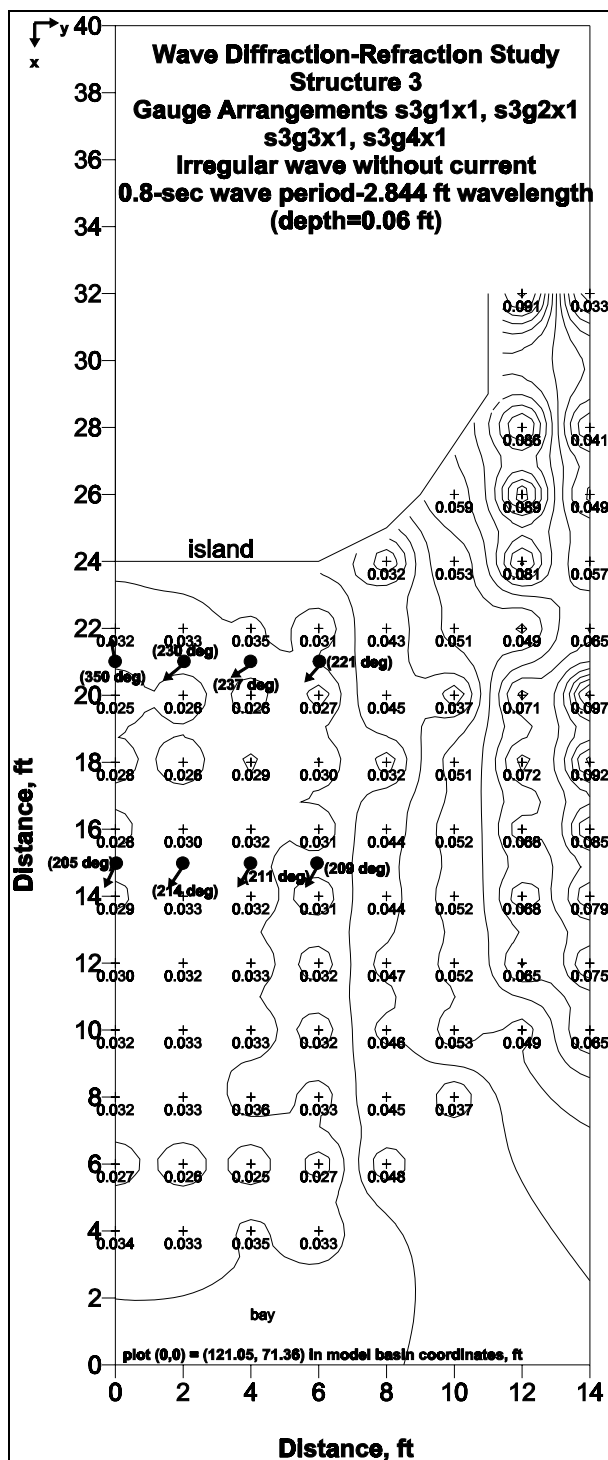 40
y
x
Wave Diffraction-Refraction Study
Structure 3
Gauge Arrangements s3g1x1, s3g2x1
s3g3x1, s3g4x1
Irregular wave without current
0.8-sec wave period-2.844 ft wavelength
(depth=0.06 ft)
38
36
34
32
0.091 0.033
30
28
0.041
26
0.059 0.089 0.049
island
24
0.032 0.053 0.081 0.057
22
0.032 0.033 0.035 0.031 0.043 0.051 0.049 0.065
(230 deg) (221 deg)
(350 deg) (237 deg)
20
0.025 0.026 0.026 0.027 0.045 0.037 0.071 0.097
18
0.028 0.026 0.029 0.030 0.032 0.051 0.072 0.092
16
0.028 0.030 0.032 0.031 0.044 0.052 0.068 0.085
(205 deg) (214 deg) (211 deg) (209 deg)
14
0.029 0.033 0.032 0.031 0.044 0.052 0.068 0.079
12
0.030 0.032 0.033 0.032 0.047 0.052 0.065 0.075
10
0.032 0.033 0.033 0.032 0.046 0.053 0.049 0.065
8
0.032 0.033 0.036 0.033 0.045 0.037
6
0.027 0.026 0.025 0.027 0.048
4
0.034 0.033 0.035 0.033
2
bay
plot (0,0) = (121.05, 71.36) in model basin coordinates, ft
0
0 2 4 6 8 10 12 14
Distance, ft
Distance, ft